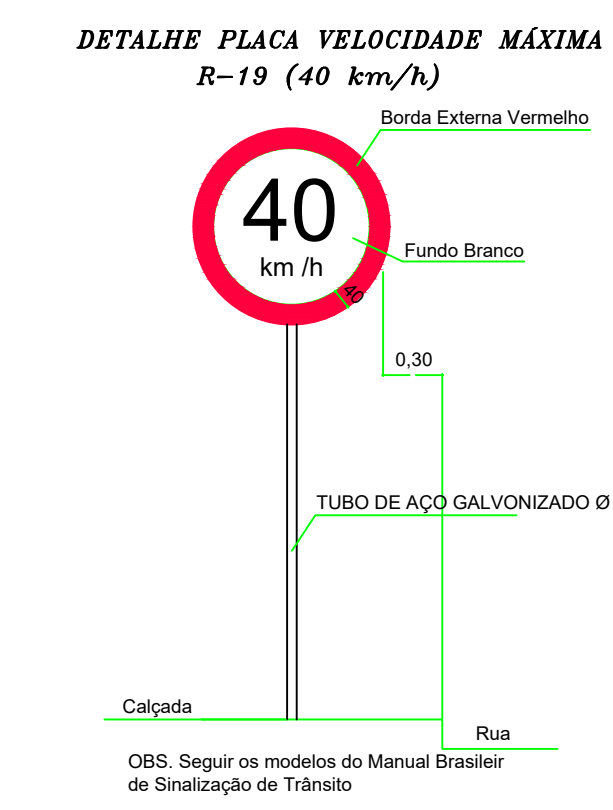 DETALHE PLACA VELOCIDADE MÁXIMA
R-19 (40 km/h)
Borda Externa Vermelho
40
km /h
Fundo Branco
40
0,30
TUBO DE AÇO GALVONIZADO Ø
Calçada
Rua
OBS. Seguir os modelos do Manual Brasileir
de Sinalização de Trânsito